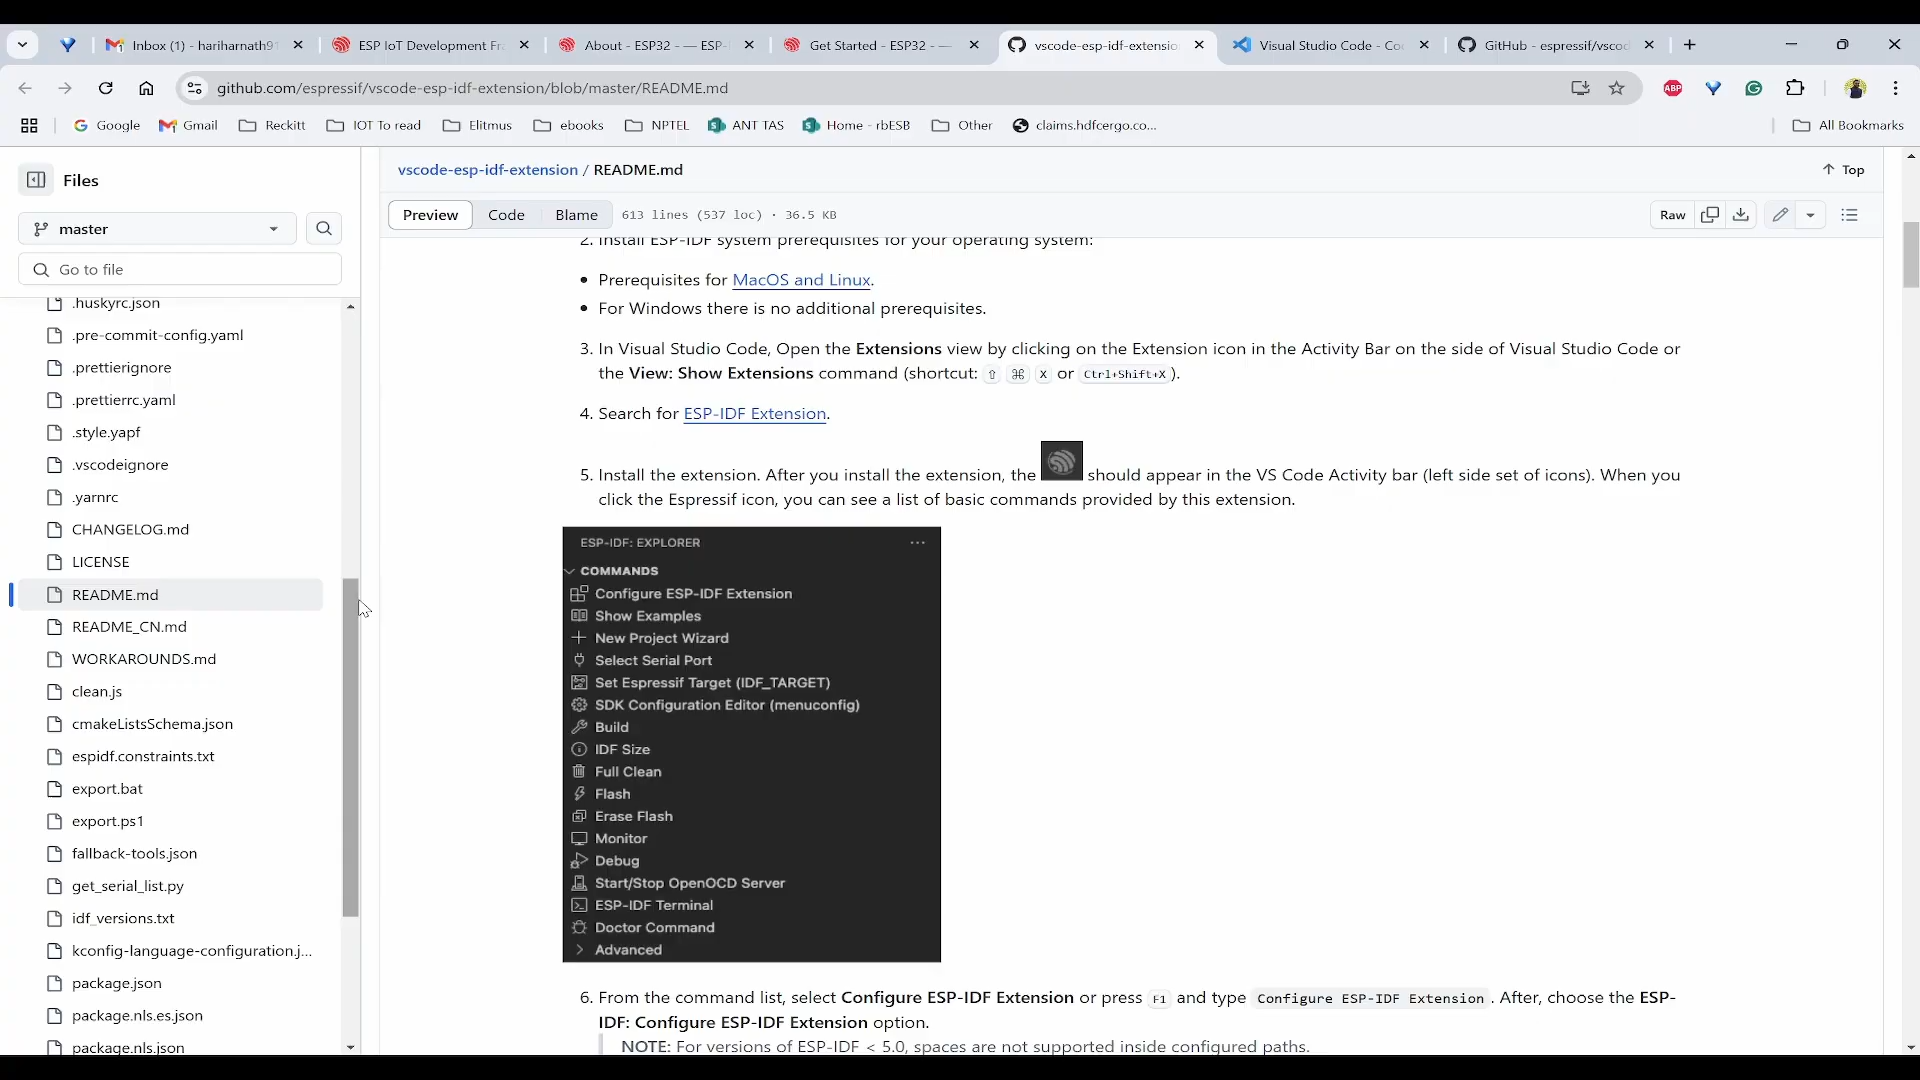 Inbox (1) - hariharnath91
ESP IoT Development Fr
About - ESP32 - — ESP-
Get Started - ESP32 - —
vscode-esp-idf-extensio
Visual Studio Code - Co
GitHub - espressif/vscod
github.com/espressif/vscode-esp-idf-extension/blob/master/README.md
ABP
Google
Gmail
Reckitt
IOT To read
Elitmus
ebooks
NPTEL
ANT TAS
Home - rbESB
Other
claims.hdfcergo.co...
All Bookmarks
Files
vscode-esp-idf-extension / README.md
Top
master
Preview
Code
Blame
613 lines (537 loc) · 36.5 KB
Raw
Go to file
.huskyrc.json
.pre-commit-config.yaml
.prettierignore
.prettierrc.yaml
.style.yapf
.vscodeignore
.yarnrc
CHANGELOG.md
LICENSE
README.md
README_CN.md
WORKAROUNDS.md
clean.js
cmakeListsSchema.json
espidf.constraints.txt
export.bat
export.ps1
fallback-tools.json
get_serial_list.py
idf_versions.txt
kconfig-language-configuration.j...
package.json
package.nls.es.json
package.nls.json
2. Install ESP-IDF system prerequisites for your operating system:
• Prerequisites for MacOS and Linux.
• For Windows there is no additional prerequisites.
3. In Visual Studio Code, Open the Extensions view by clicking on the Extension icon in the Activity Bar on the side of Visual Studio Code or
the View: Show Extensions command (shortcut: ⇧ ⌘ X or Ctrl+Shift+X ).
4. Search for ESP-IDF Extension.
5. Install the extension. After you install the extension, the should appear in the VS Code Activity bar (left side set of icons). When you
click the Espressif icon, you can see a list of basic commands provided by this extension.
ESP-IDF: EXPLORER ...
COMMANDS
Configure ESP-IDF Extension
Show Examples
New Project Wizard
Select Serial Port
Set Espressif Target (IDF_TARGET)
SDK Configuration Editor (menuconfig)
Build
IDF Size
Full Clean
Flash
Erase Flash
Monitor
Debug
Start/Stop OpenOCD Server
ESP-IDF Terminal
Doctor Command
Advanced
6. From the command list, select Configure ESP-IDF Extension or press F1 and type Configure ESP-IDF Extension . After, choose the ESP-
IDF: Configure ESP-IDF Extension option.
NOTE: For versions of ESP-IDF < 5.0, spaces are not supported inside configured paths.